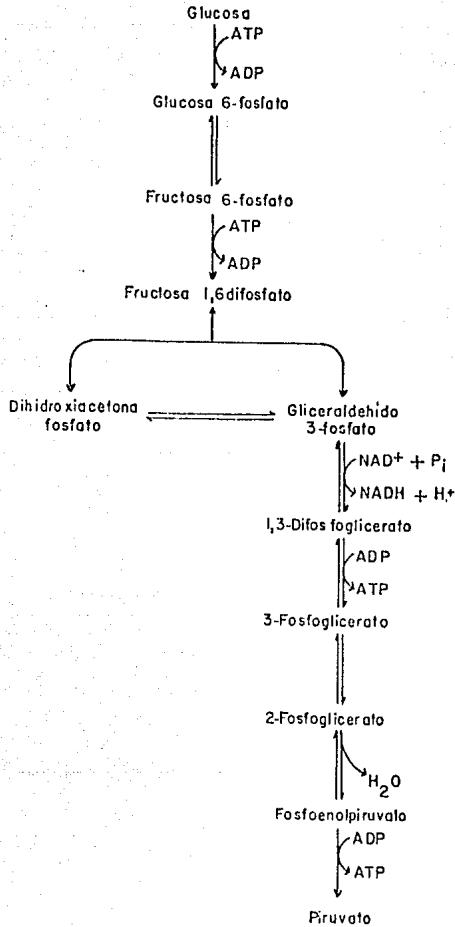 Glucosa
ATP
ADP
Glucosa 6-fosfato
Fructosa 6-fosfato
ATP
ADP
Fructosa 1,6difosfato
Dihidroxiacetona
fosfato
Gliceraldehido
3-fosfato
NAD+ + Pi
NADH + H+
1,3-Difosfoglicerato
ADP
ATP
3-Fosfoglicerato
2-Fosfoglicerato
H2O
Fosfoenolpiruvato
ADP
ATP
Piruvato